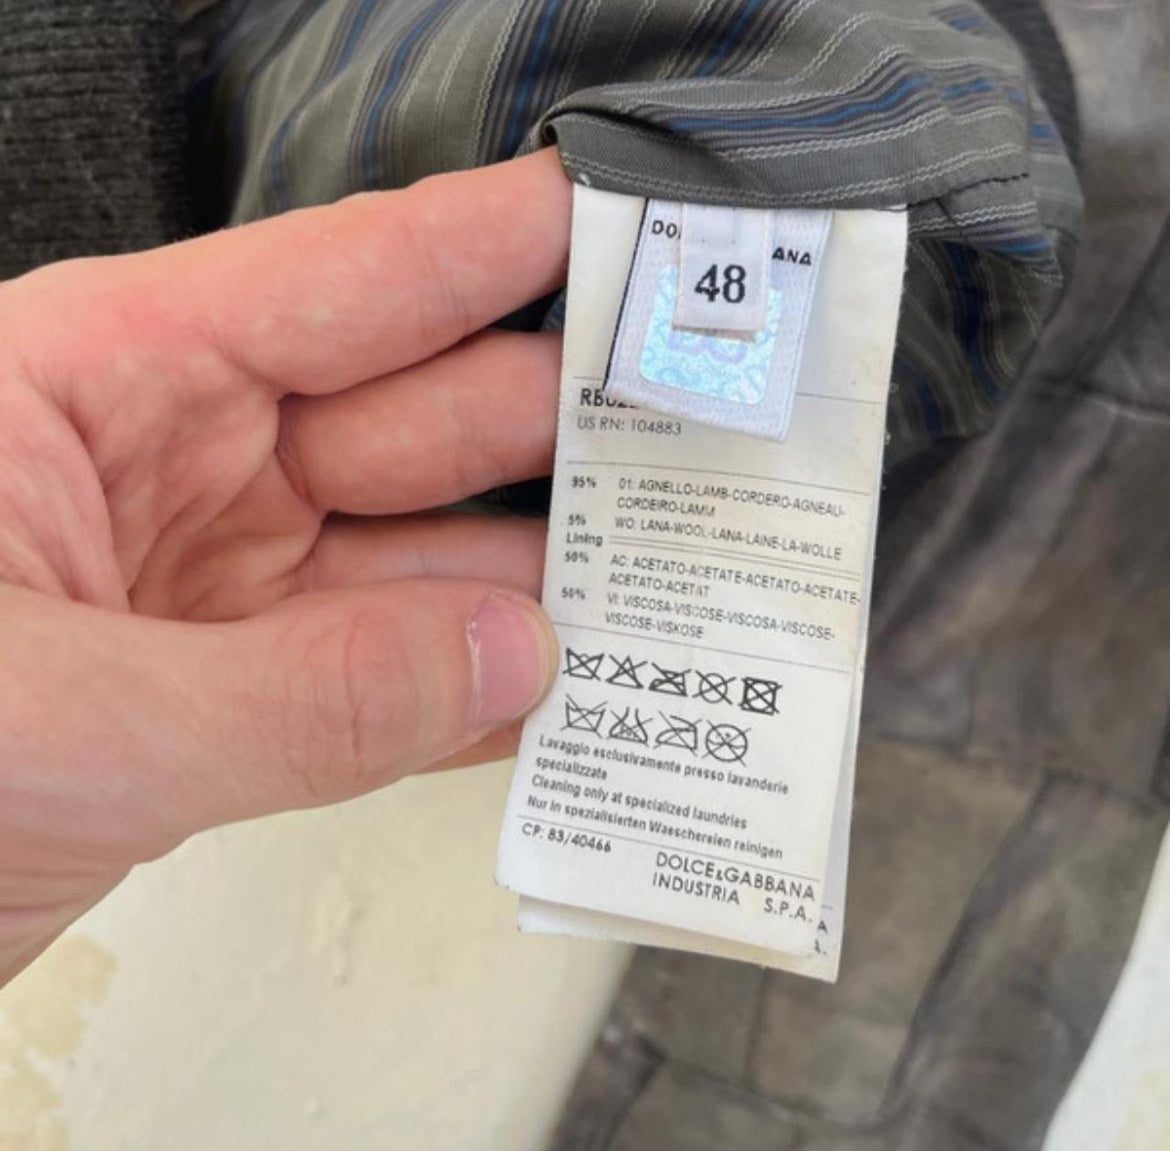 48
US RN: 104883
95% 01: AGNELLO-LAMB-CORDERO-AGNEAU-
CORDEIRO-LAMM
5% WO: LANA-WOOL-LANA-LAINE-LA-WOLLE
Lining
50% AC: ACETATO-ACETATE-ACETATO-ACETATE-
ACETATO-ACETAT
50% VI: VISCOSA-VISCOSE-VISCOSA-VISCOSE-
VISCOSE-VISKOSE
Lavaggio esclusivamente presso lavanderie
specializzate
Cleaning only at specialized laundries
Nur in spezialisierten Waeschereien reinigen
CP: 83/40466
DOLCE&GABBANA
INDUSTRIA S.P.A.